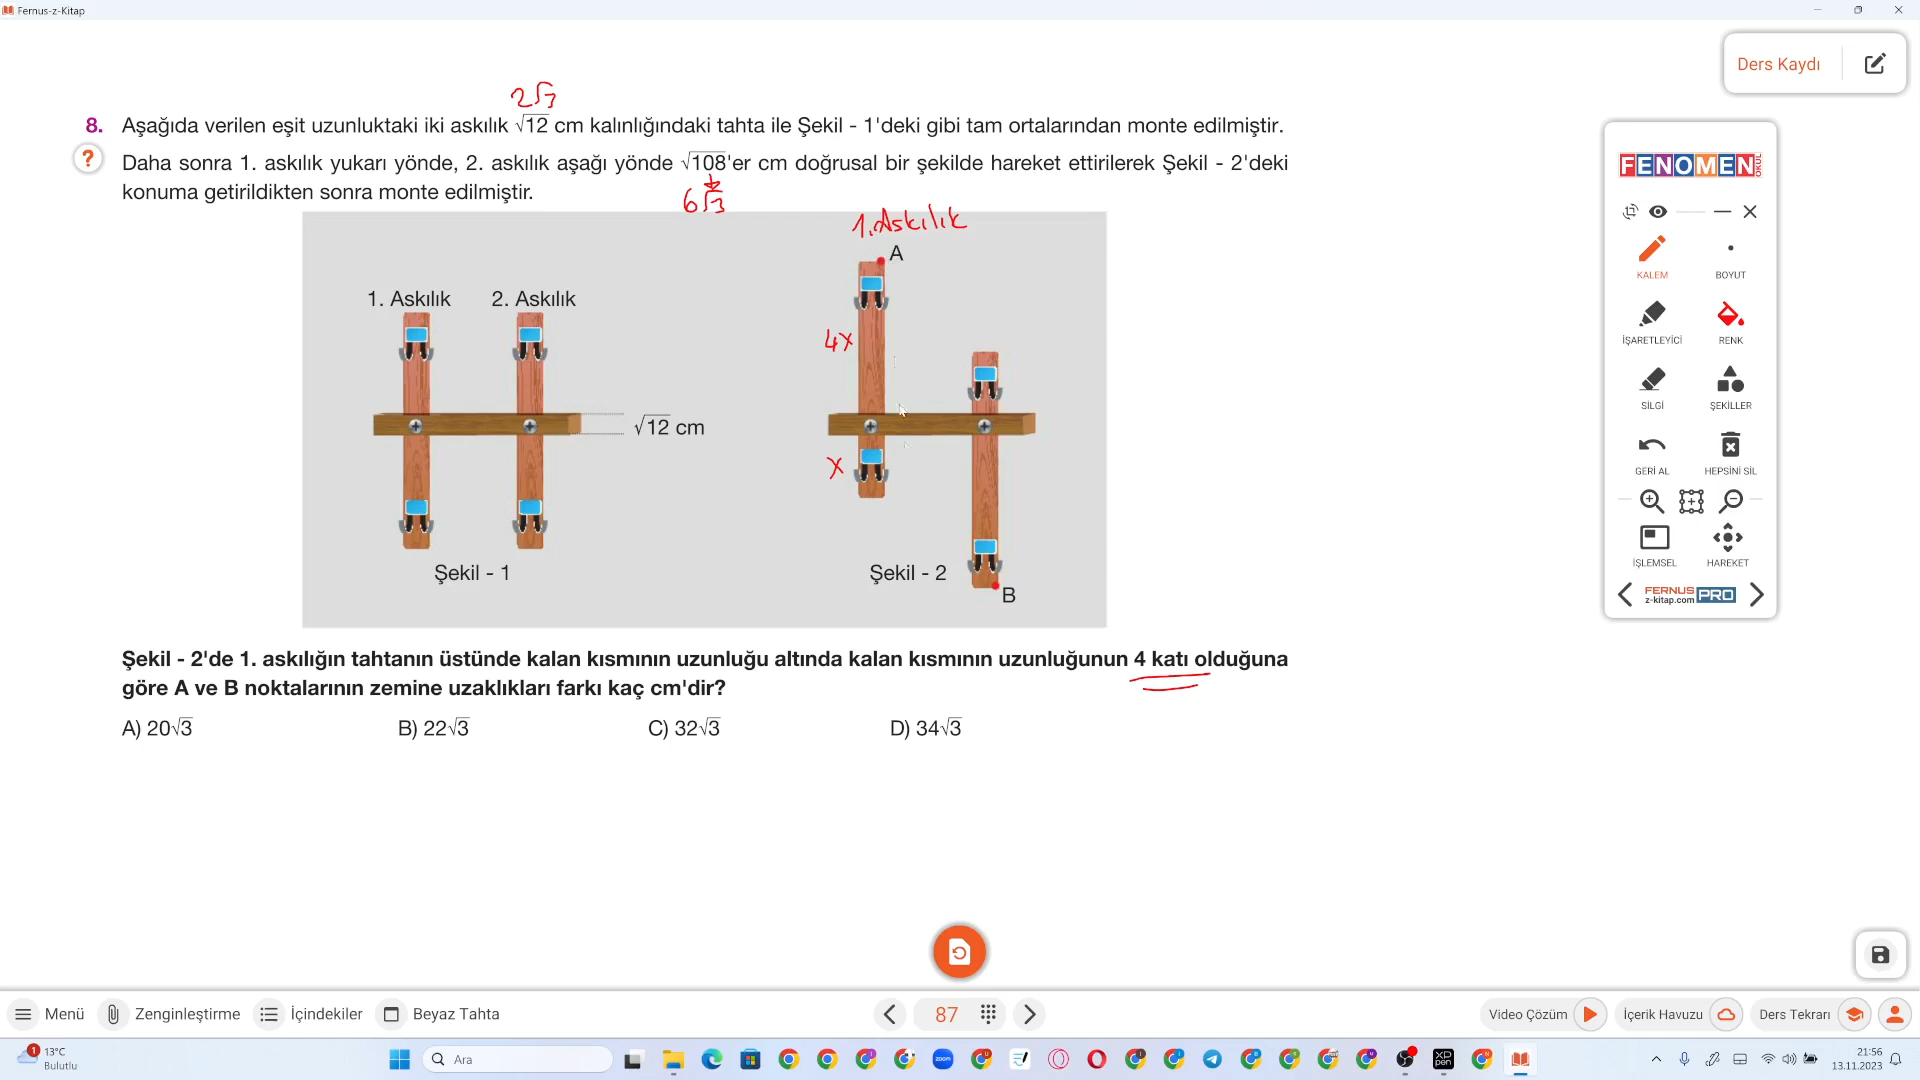 Fernus-z-Kitap
Ders Kaydı
2√3
8. Aşağıda verilen eşit uzunluktaki iki askılık √12 cm kalınlığındaki tahta ile Şekil - 1'deki gibi tam ortalarından monte edilmiştir.
? Daha sonra 1. askılık yukarı yönde, 2. askılık aşağı yönde √108'er cm doğrusal bir şekilde hareket ettirilerek Şekil - 2'deki
konuma getirildikten sonra monte edilmiştir.
6√3
1. Askılık
A
1. Askılık 2. Askılık
4x
√12 cm
x
Şekil - 1
Şekil - 2
B
Şekil - 2'de 1. askılığın tahtanın üstünde kalan kısmının uzunluğu altında kalan kısmının uzunluğunun 4 katı olduğuna
göre A ve B noktalarının zemine uzaklıkları farkı kaç cm'dir?
A) 20√3 B) 22√3 C) 32√3 D) 34√3
FENOMEN OKUL
KALEM BOYUT
İŞARETLEYİCİ RENK
SİLGİ ŞEKİLLER
GERİ AL HEPSİNİ SİL
İŞLEMSEL HAREKET
FERNUS
z-kitap.com PRO
Menü Zenginleştirme İçindekiler Beyaz Tahta 87 Video Çözüm İçerik Havuzu Ders Tekrarı
1 13°C
Bulutlu
Ara
zoom
XP
pen
21:56
13.11.2023